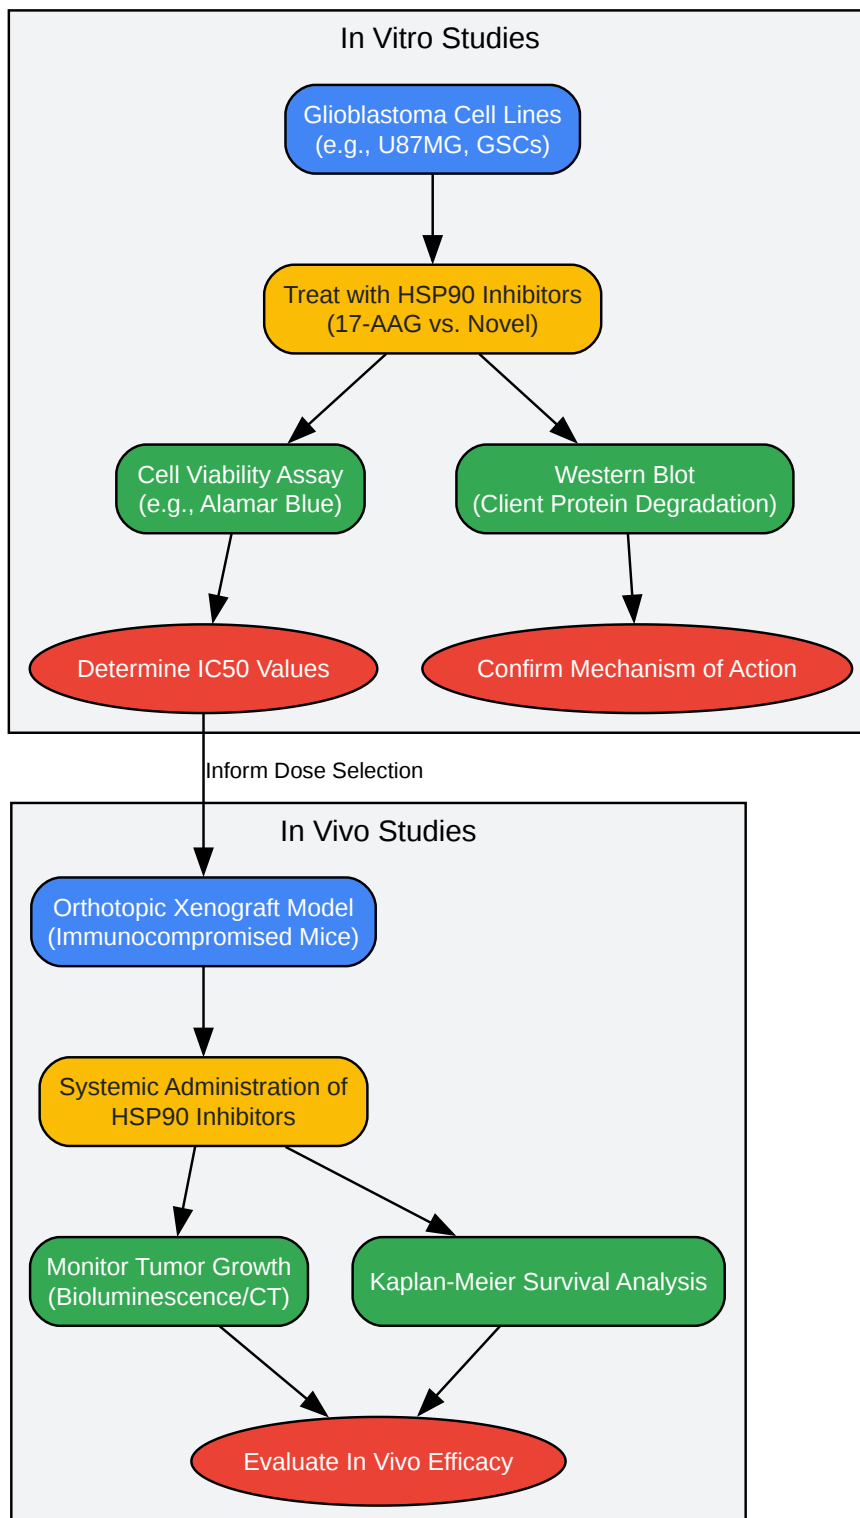 In Vitro Studies
Glioblastoma Cell Lines
(e.g., U87MG, GSCs)
Treat with HSP90 Inhibitors
(17-AAG vs. Novel)
Cell Viability Assay
(e.g., Alamar Blue)
Western Blot
(Client Protein Degradation)
Determine IC50 Values
Confirm Mechanism of Action
Inform Dose Selection
In Vivo Studies
Orthotopic Xenograft Model
(Immunocompromised Mice)
Systemic Administration of
HSP90 Inhibitors
Monitor Tumor Growth
(Bioluminescence/CT)
Kaplan-Meier Survival Analysis
Evaluate In Vivo Efficacy